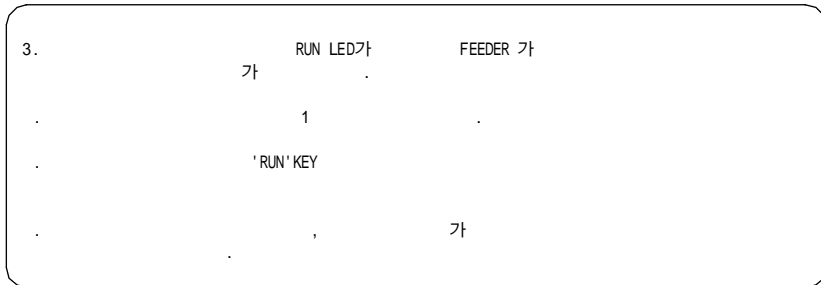 3. RUN LED가 FEEDER 가
가 .
. 1 .
. 'RUN'KEY
. , 가
.